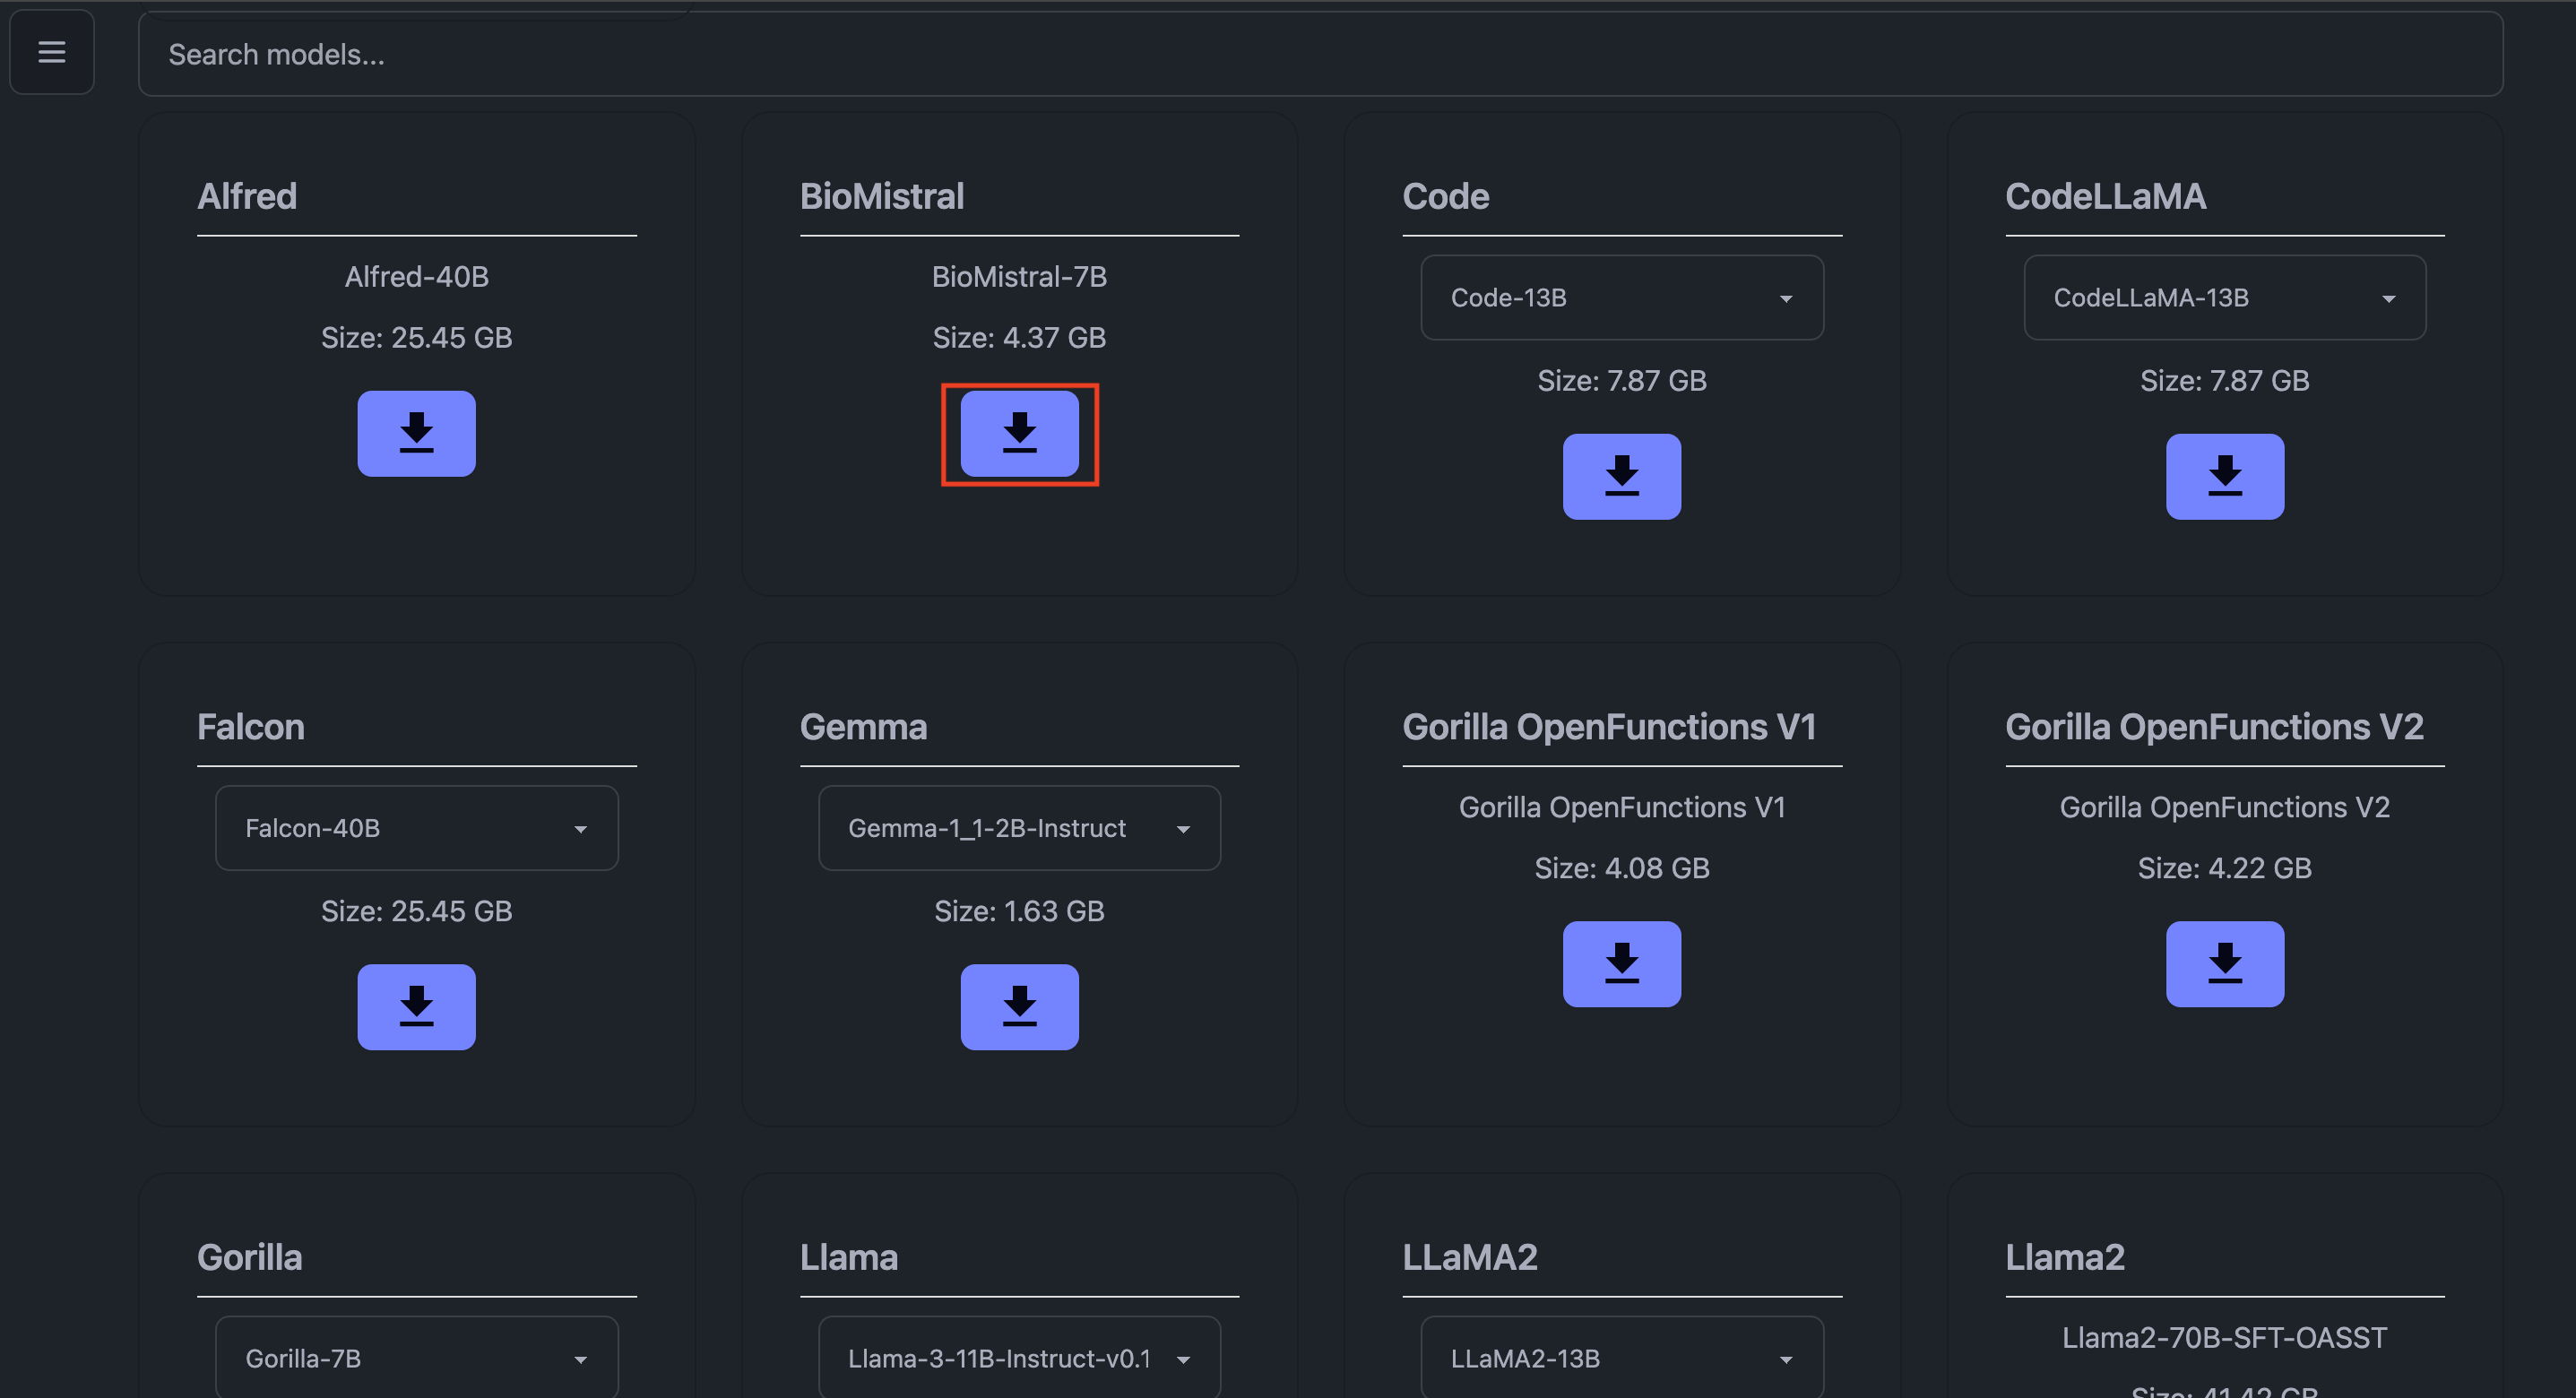 Search models...
Alfred
Alfred-40B
Size: 25.45 GB
BioMistral
BioMistral-7B
Size: 4.37 GB
Code
Code-13B
Size: 7.87 GB
CodeLLaMA
CodeLLaMA-13B
Size: 7.87 GB
Falcon
Falcon-40B
Size: 25.45 GB
Gemma
Gemma-1_1-2B-Instruct
Size: 1.63 GB
Gorilla OpenFunctions V1
Gorilla OpenFunctions V1
Size: 4.08 GB
Gorilla OpenFunctions V2
Gorilla OpenFunctions V2
Size: 4.22 GB
Gorilla
Gorilla-7B
Llama
Llama-3-11B-Instruct-v0.1
LLaMA2
LLaMA2-13B
Llama2
Llama2-70B-SFT-OASST
Size: 41.42 GB